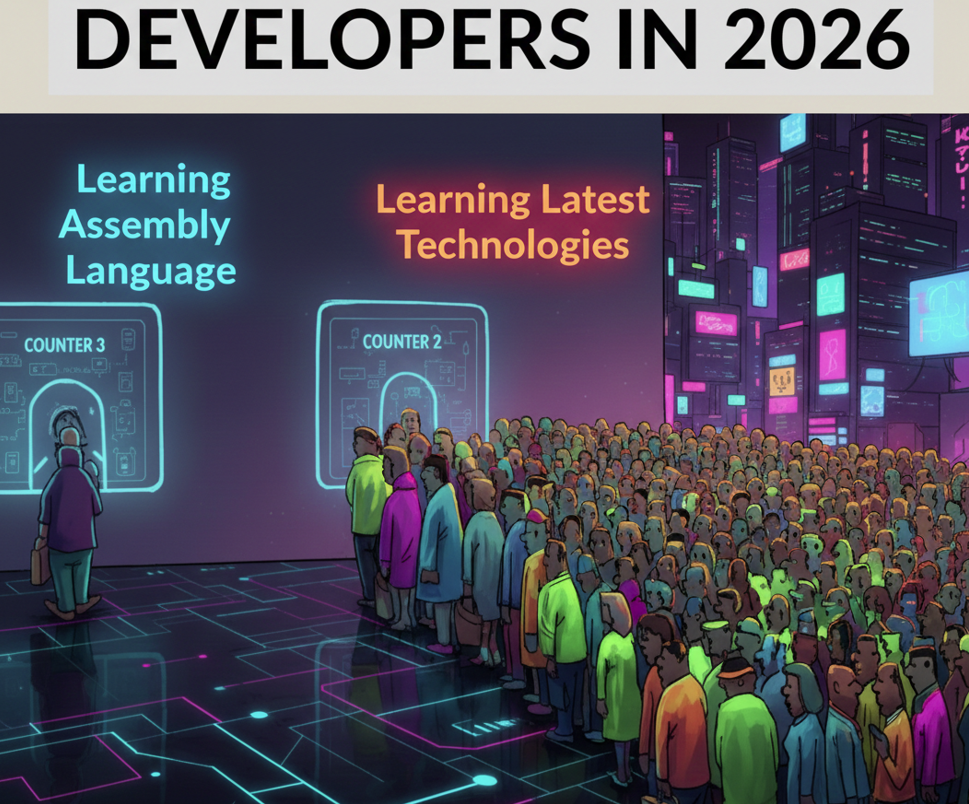 DEVELOPERS IN 2026
Learning
Assembly
Language
Learning Latest
Technologies
COUNTER 3
COUNTER 2